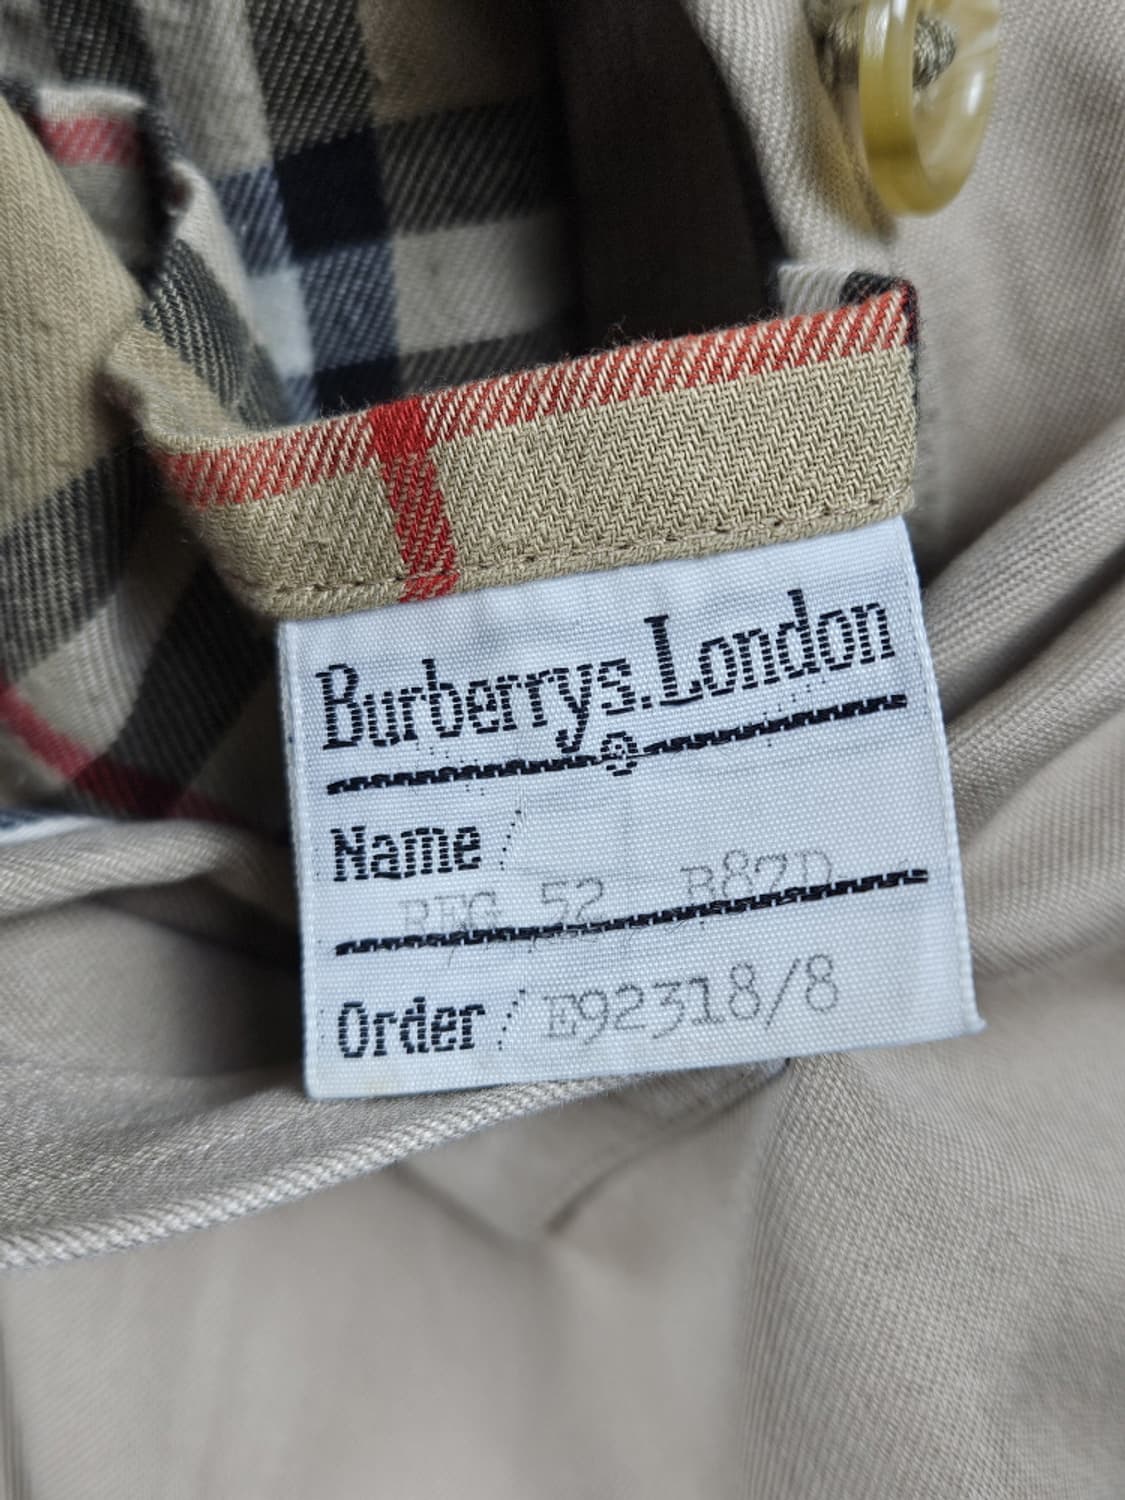 Burberrys. London
Name /
REG 52 B87D
Order / E92318/8